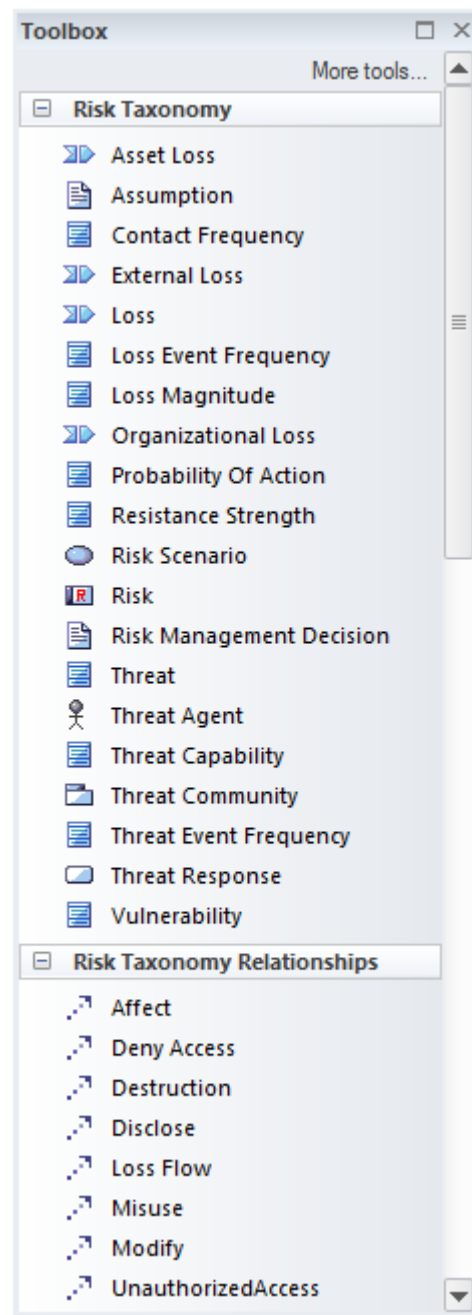 Toolbox
More tools...
Risk Taxonomy
Asset Loss
Assumption
Contact Frequency
External Loss
Loss
Loss Event Frequency
Loss Magnitude
Organizational Loss
Probability Of Action
Resistance Strength
Risk Scenario
R Risk
Risk Management Decision
Threat
Threat Agent
Threat Capability
Threat Community
Threat Event Frequency
Threat Response
Vulnerability
Risk Taxonomy Relationships
Affect
Deny Access
Destruction
Disclose
Loss Flow
Misuse
Modify
UnauthorizedAccess